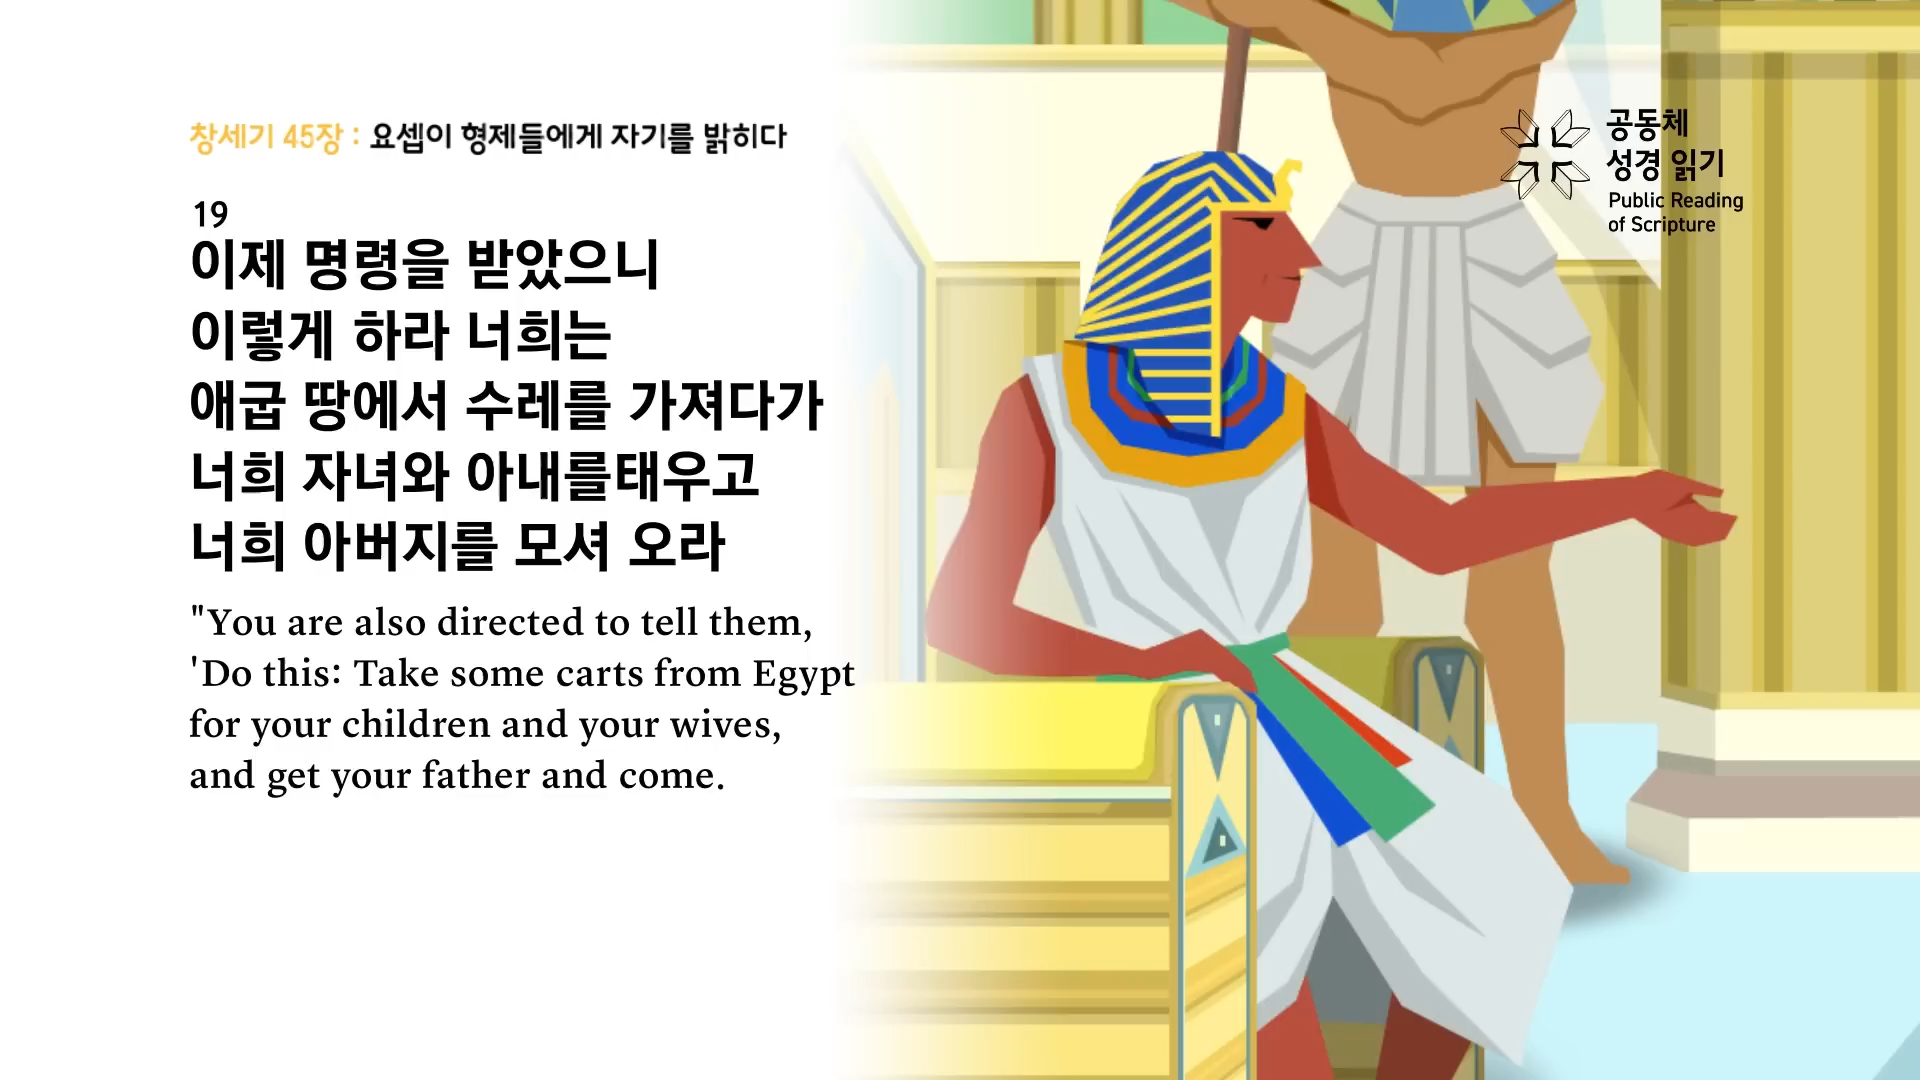 창세기 45장 : 요셉이 형제들에게 자기를 밝히다
공동체
성경 읽기
Public Reading
of Scripture
19
이제 명령을 받았으니
이렇게 하라 너희는
애굽 땅에서 수레를 가져다가
너희 자녀와 아내를태우고
너희 아버지를 모셔 오라
"You are also directed to tell them,
'Do this: Take some carts from Egypt
for your children and your wives,
and get your father and come.